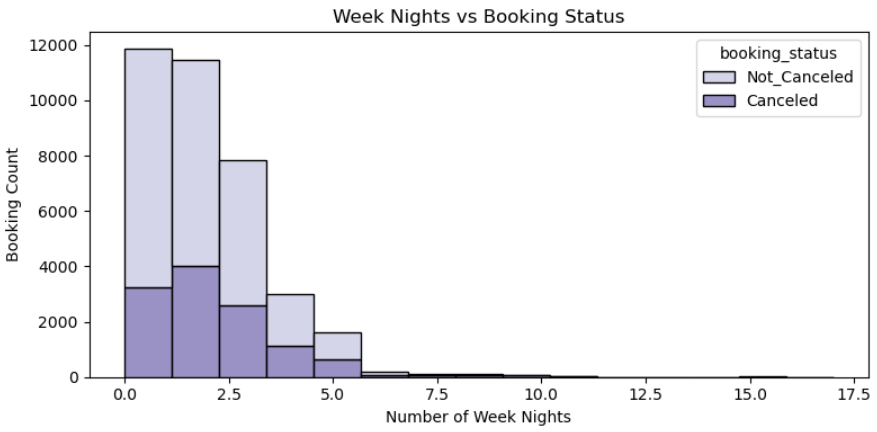 Week Nights vs Booking Status
booking_status
Not_Canceled
Canceled
Booking Count
12000
10000
8000
6000
4000
2000
0
0.0 2.5 5.0 7.5 10.0 12.5 15.0 17.5
Number of Week Nights